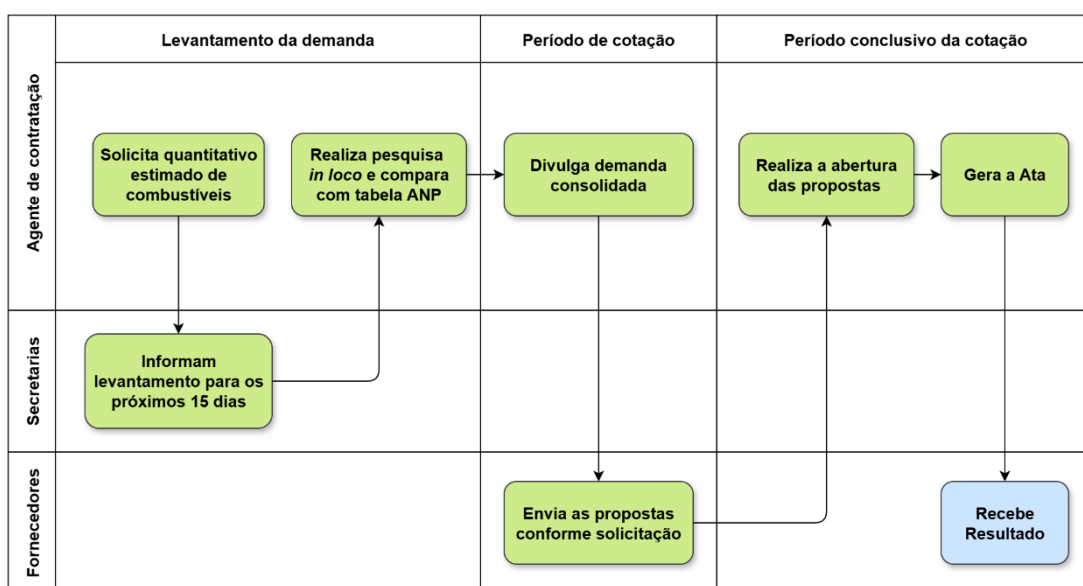 Levantamento da demanda
Período de cotação
Período conclusivo da cotação
Agente de contratação
Solicita quantitativo
estimado de
combustíveis
Realiza pesquisa
in loco e compara
com tabela ANP
Divulga demanda
consolidada
Realiza a abertura
das propostas
Gera a Ata
Secretarias
Informam
levantamento para os
próximos 15 dias
Fornecedores
Envia as propostas
conforme solicitação
Recebe
Resultado